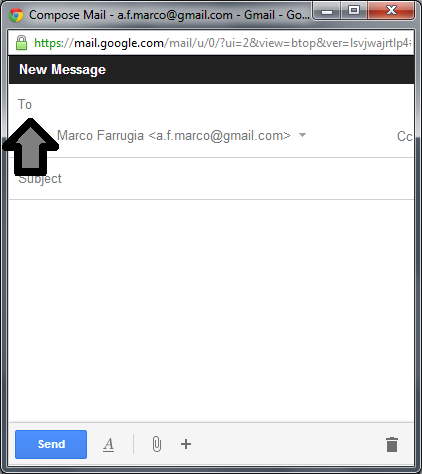 Compose Mail - a.f.marco@gmail.com - Gmail - Go...
https://mail.google.com/mail/u/0/?ui=2&view=btop&ver=lsvjwajrtlp4
New Message
To
Marco Farrugia <a.f.marco@gmail.com> Cc
Subject
Send A